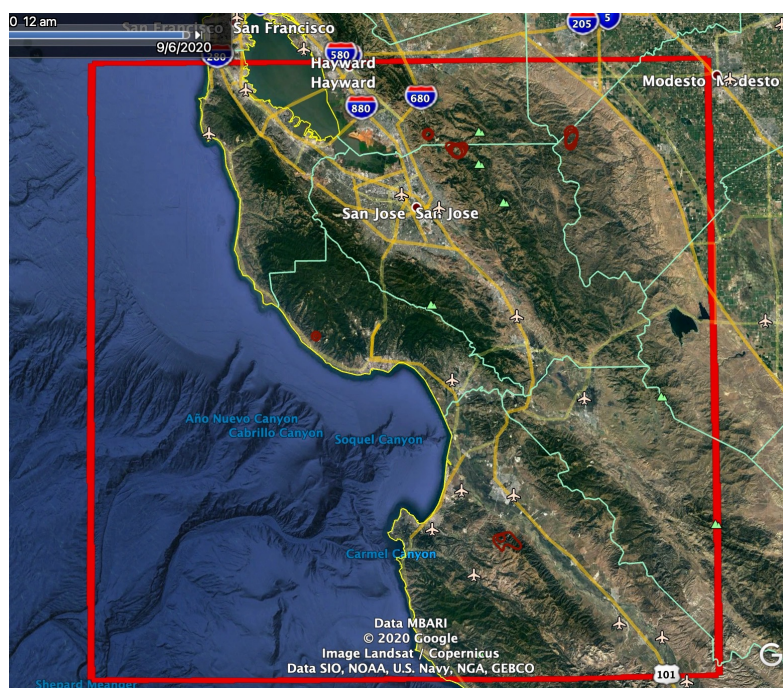 0 12 am
9/6/2020
San Francisco San Francisco
280
580
205
5
Hayward
Hayward
880
680
Modesto Modesto
San Jose San Jose
Año Nuevo Canyon
Cabrillo Canyon
Soquel Canyon
Carmel Canyon
Data MBARI
© 2020 Google
Image Landsat / Copernicus
Data SIO, NOAA, U.S. Navy, NGA, GEBCO
101
G
Shepard Meander